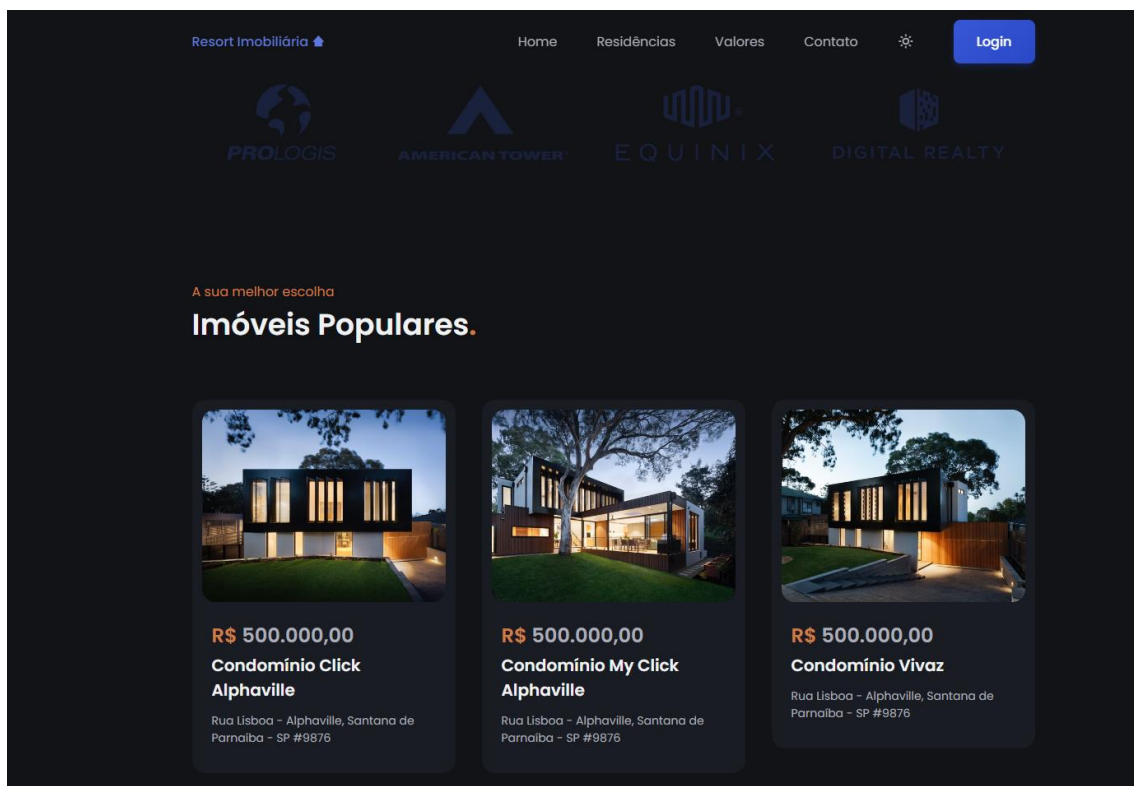 Resort Imobiliária
Home
Residências
Valores
Contato
Login
PROLOGIS
AMERICAN TOWER
EQUINIX
DIGITAL REALTY
A sua melhor escolha
Imóveis Populares.
R$ 500.000,00
Condomínio Click
Alphaville
Rua Lisboa - Alphaville, Santana de
Parnaíba - SP #9876
R$ 500.000,00
Condomínio My Click
Alphaville
Rua Lisboa - Alphaville, Santana de
Parnaíba - SP #9876
R$ 500.000,00
Condomínio Vivaz
Rua Lisboa - Alphaville, Santana de
Parnaíba - SP #9876